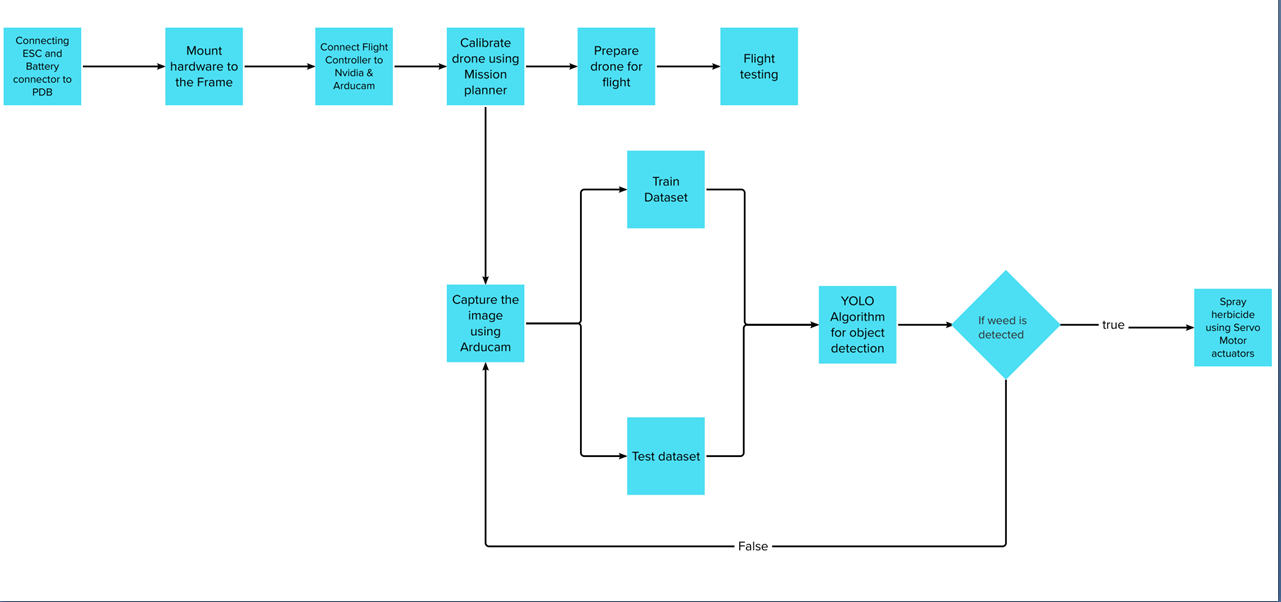 Connecting
ESC and
Battery
connector to
PDB
Mount
hardware to
the Frame
Connect Flight
Controller to
Nvidia &
Arducam
Calibrate
drone using
Mission
planner
Prepare
drone for
flight
Flight
testing
Train
Dataset
Capture the
image
using
Arducam
YOLO
Algorithm
for object
detection
If weed is
detected
true
Spray
herbicide
using Servo
Motor
actuators
Test dataset
False